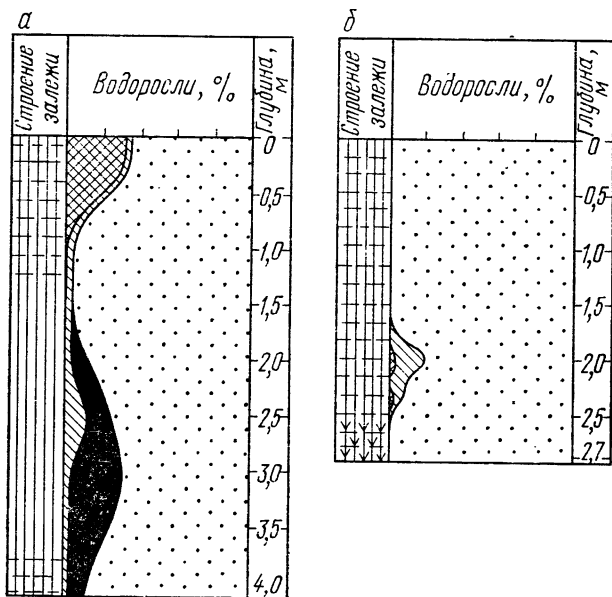 а
Строение
залежи
Водоросли, %
Глубина,
м
0
0,5
1,0
1,5
2,0
2,5
3,0
3,5
4,0
б
Строение
залежи
Водоросли, %
Глубина,
м
0
0,5
1,0
1,5
2,0
2,5
2,7